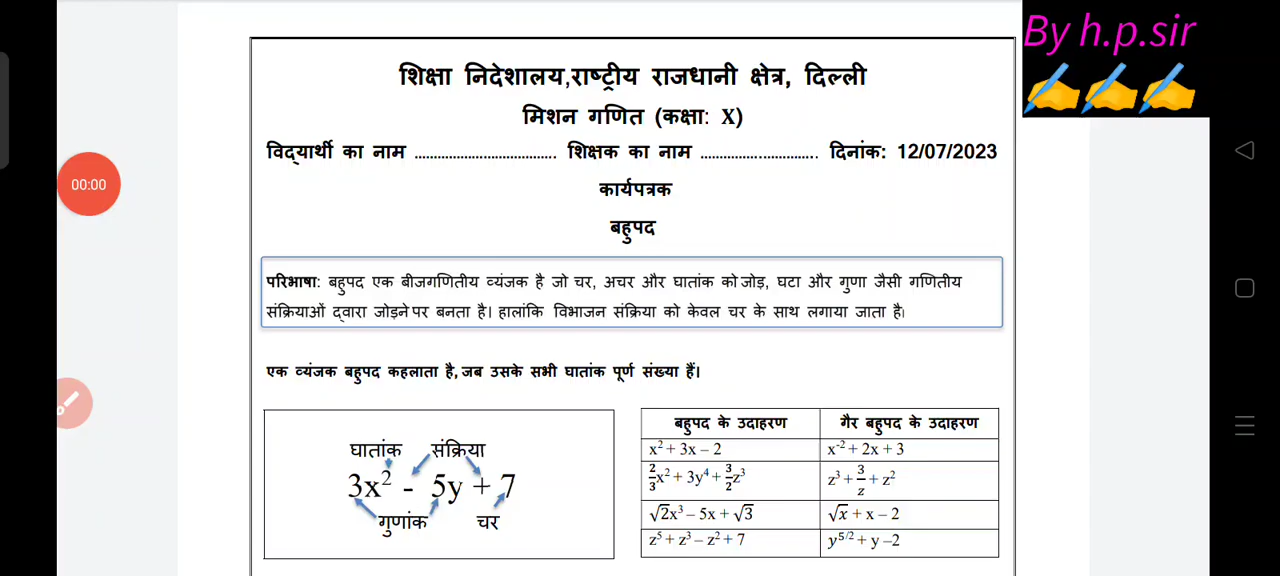 By h.p.sir
शिक्षा निदेशालय,राष्ट्रीय राजधानी क्षेत्र, दिल्ली
मिशन गणित (कक्षा: X)
विद्यार्थी का नाम .............................. शिक्षक का नाम .............................. दिनांक: 12/07/2023
00:00
कार्यपत्रक
बहुपद
परिभाषा: बहुपद एक बीजगणितीय व्यंजक है जो चर, अचर और घातांक को जोड़, घटा और गुणा जैसी गणितीय
संक्रियाओं द्वारा जोड़ने पर बनता है। हालांकि विभाजन संक्रिया को केवल चर के साथ लगाया जाता है।
एक व्यंजक बहुपद कहलाता है, जब उसके सभी घातांक पूर्ण संख्या हैं।
घातांक संक्रिया
3x² - 5y + 7
गुणांक चर
बहुपद के उदाहरण गैर बहुपद के उदाहरण
x² + 3x – 2 x⁻² + 2x + 3
2/3x² + 3y⁴ + 3/2z³ z³ + 3/z + z²
√2x³ – 5x + √3 √x + x – 2
z⁵ + z³ – z² + 7 y⁵ᐟ² + y –2